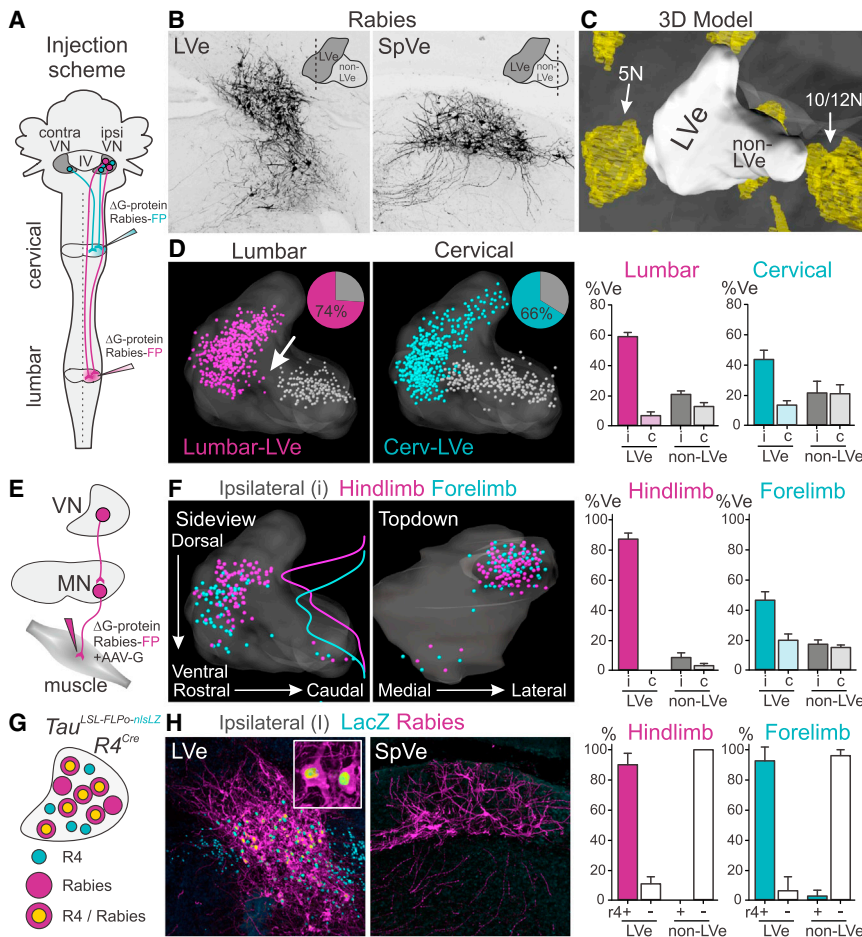 A
Injection
scheme
contra
VN
ipsi
VN
IV
ΔG-protein
Rabies-FP
cervical
ΔG-protein
Rabies-FP
lumbar
B
Rabies
LVe
LVe
non-
LVe
SpVe
LVe
non-
LVe
C
3D Model
5N
LVe
non-
LVe
10/12N
D
Lumbar
74%
Lumbar-LVe
Cervical
66%
Cerv-LVe
%Ve
Lumbar
80
60
40
20
0
i c i c
LVe non-LVe
%Ve
Cervical
80
60
40
20
0
i c i c
LVe non-LVe
E
VN
MN
ΔG-protein
Rabies-FP
+AAV-G
muscle
F
Ipsilateral (i) Hindlimb Forelimb
Sideview
Dorsal
Ventral
Rostral Caudal
Topdown
Medial Lateral
%Ve
Hindlimb
100
80
60
40
20
0
i c i c
LVe non-LVe
%Ve
Forelimb
100
80
60
40
20
0
i c i c
LVe non-LVe
G
Tau LSL-FLPo-nlsLZ
R4 Cre
R4
Rabies
R4 / Rabies
H
Ipsilateral (I) LacZ Rabies
LVe
SpVe
%
Hindlimb
100
80
60
40
20
0
r4+ - + -
LVe non-LVe
%
Forelimb
100
80
60
40
20
0
r4+ - + -
LVe non-LVe